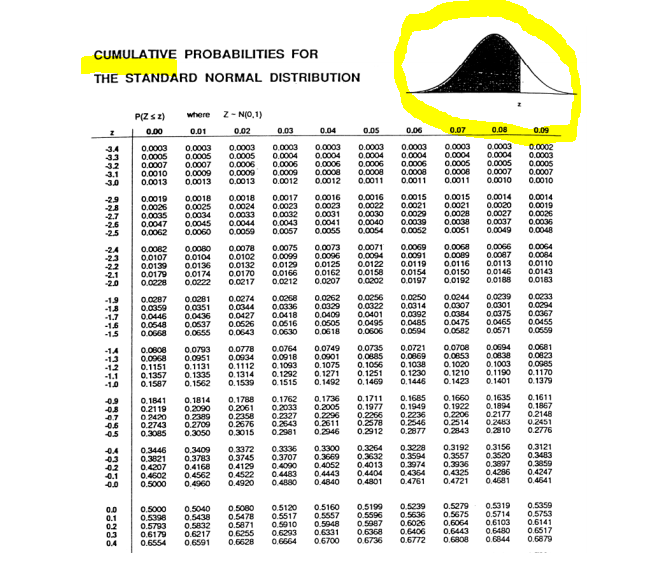 CUMULATIVE PROBABILITIES FOR
THE STANDARD NORMAL DISTRIBUTION
z
P(Z ≤ z) where Z ~ N(0,1)
z 0.00 0.01 0.02 0.03 0.04 0.05 0.06 0.07 0.08 0.09
-3.4 0.0003 0.0003 0.0003 0.0003 0.0003 0.0003 0.0003 0.0003 0.0003 0.0002
-3.3 0.0005 0.0005 0.0005 0.0004 0.0004 0.0004 0.0004 0.0004 0.0004 0.0003
-3.2 0.0007 0.0007 0.0006 0.0006 0.0006 0.0006 0.0006 0.0005 0.0005 0.0005
-3.1 0.0010 0.0009 0.0009 0.0009 0.0008 0.0008 0.0008 0.0008 0.0007 0.0007
-3.0 0.0013 0.0013 0.0013 0.0012 0.0012 0.0011 0.0011 0.0011 0.0010 0.0010
-2.9 0.0019 0.0018 0.0018 0.0017 0.0016 0.0016 0.0015 0.0015 0.0014 0.0014
-2.8 0.0026 0.0025 0.0024 0.0023 0.0023 0.0022 0.0021 0.0021 0.0020 0.0019
-2.7 0.0035 0.0034 0.0033 0.0032 0.0031 0.0030 0.0029 0.0028 0.0027 0.0026
-2.6 0.0047 0.0045 0.0044 0.0043 0.0041 0.0040 0.0039 0.0038 0.0037 0.0036
-2.5 0.0062 0.0060 0.0059 0.0057 0.0055 0.0054 0.0052 0.0051 0.0049 0.0048
-2.4 0.0082 0.0080 0.0078 0.0075 0.0073 0.0071 0.0069 0.0068 0.0066 0.0064
-2.3 0.0107 0.0104 0.0102 0.0099 0.0096 0.0094 0.0091 0.0089 0.0087 0.0084
-2.2 0.0139 0.0136 0.0132 0.0129 0.0125 0.0122 0.0119 0.0116 0.0113 0.0110
-2.1 0.0179 0.0174 0.0170 0.0166 0.0162 0.0158 0.0154 0.0150 0.0146 0.0143
-2.0 0.0228 0.0222 0.0217 0.0212 0.0207 0.0202 0.0197 0.0192 0.0188 0.0183
-1.9 0.0287 0.0281 0.0274 0.0268 0.0262 0.0256 0.0250 0.0244 0.0239 0.0233
-1.8 0.0359 0.0351 0.0344 0.0336 0.0329 0.0322 0.0314 0.0307 0.0301 0.0294
-1.7 0.0446 0.0436 0.0427 0.0418 0.0409 0.0401 0.0392 0.0384 0.0375 0.0367
-1.6 0.0548 0.0537 0.0526 0.0516 0.0505 0.0495 0.0485 0.0475 0.0465 0.0455
-1.5 0.0668 0.0655 0.0643 0.0630 0.0618 0.0606 0.0594 0.0582 0.0571 0.0559
-1.4 0.0808 0.0793 0.0778 0.0764 0.0749 0.0735 0.0721 0.0708 0.0694 0.0681
-1.3 0.0968 0.0951 0.0934 0.0918 0.0901 0.0885 0.0869 0.0853 0.0838 0.0823
-1.2 0.1151 0.1131 0.1112 0.1093 0.1075 0.1056 0.1038 0.1020 0.1003 0.0985
-1.1 0.1357 0.1335 0.1314 0.1292 0.1271 0.1251 0.1230 0.1210 0.1190 0.1170
-1.0 0.1587 0.1562 0.1539 0.1515 0.1492 0.1469 0.1446 0.1423 0.1401 0.1379
-0.9 0.1841 0.1814 0.1788 0.1762 0.1736 0.1711 0.1685 0.1660 0.1635 0.1611
-0.8 0.2119 0.2090 0.2061 0.2033 0.2005 0.1977 0.1949 0.1922 0.1894 0.1867
-0.7 0.2420 0.2389 0.2358 0.2327 0.2296 0.2266 0.2236 0.2206 0.2177 0.2148
-0.6 0.2743 0.2709 0.2676 0.2643 0.2611 0.2578 0.2546 0.2514 0.2483 0.2451
-0.5 0.3085 0.3050 0.3015 0.2981 0.2946 0.2912 0.2877 0.2843 0.2810 0.2776
-0.4 0.3446 0.3409 0.3372 0.3336 0.3300 0.3264 0.3228 0.3192 0.3156 0.3121
-0.3 0.3821 0.3783 0.3745 0.3707 0.3669 0.3632 0.3594 0.3557 0.3520 0.3483
-0.2 0.4207 0.4168 0.4129 0.4090 0.4052 0.4013 0.3974 0.3936 0.3897 0.3859
-0.1 0.4602 0.4562 0.4522 0.4483 0.4443 0.4404 0.4364 0.4325 0.4286 0.4247
-0.0 0.5000 0.4960 0.4920 0.4880 0.4840 0.4801 0.4761 0.4721 0.4681 0.4641
0.0 0.5000 0.5040 0.5080 0.5120 0.5160 0.5199 0.5239 0.5279 0.5319 0.5359
0.1 0.5398 0.5438 0.5478 0.5517 0.5557 0.5596 0.5636 0.5675 0.5714 0.5753
0.2 0.5793 0.5832 0.5871 0.5910 0.5948 0.5987 0.6026 0.6064 0.6103 0.6141
0.3 0.6179 0.6217 0.6255 0.6293 0.6331 0.6368 0.6406 0.6443 0.6480 0.6517
0.4 0.6554 0.6591 0.6628 0.6664 0.6700 0.6736 0.6772 0.6808 0.6844 0.6879